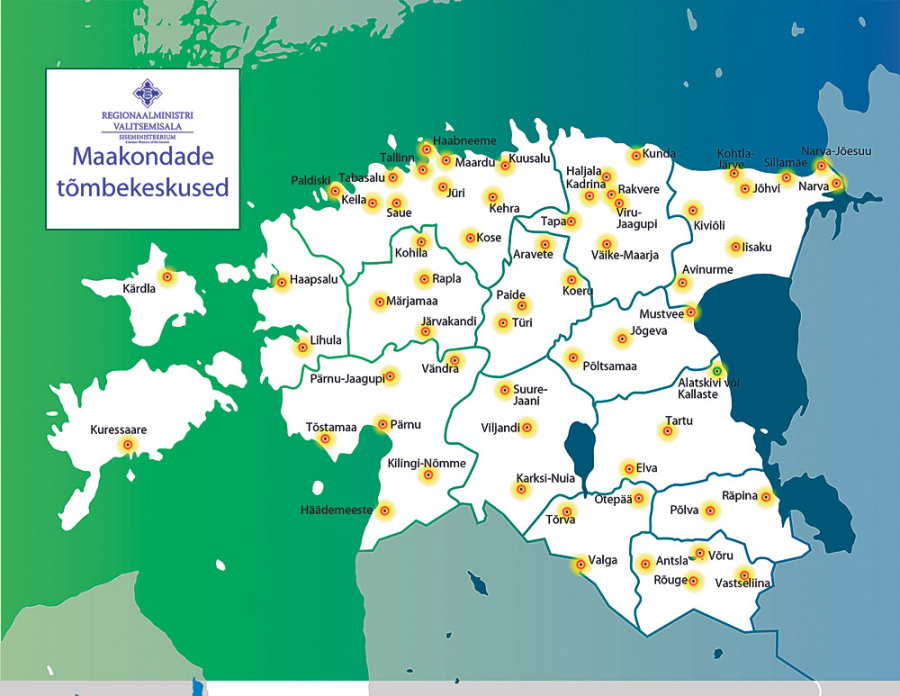 REGIONAALMINISTRI
VALITSEMISALA
SISEMINISTEERIUM
Maakondade
tõmbekeskused
Haabneeme
Tallinn
Maardu
Kuusalu
Tabasalu
Paldiski
Keila
Saue
Jüri
Kehra
Kose
Kohila
Kunda
Haljala
Kadrina
Rakvere
Viru-
Jaagupi
Tapa
Väike-Maarja
Kohtla-
Järve
Jõhvi
Sillamäe
Narva-Jõesuu
Narva
Kiviõli
Iisaku
Avinurme
Aravete
Koeru
Paide
Türi
Rapla
Märjamaa
Järvakandi
Haapsalu
Lihula
Kärdla
Kuressaare
Mustvee
Jõgeva
Põltsamaa
Alatskivi või
Kallaste
Vändra
Pärnu-Jaagupi
Pärnu
Tõstamaa
Kilingi-Nõmme
Häädemeeste
Suure-
Jaani
Viljandi
Karksi-Nuia
Tartu
Elva
Otepää
Tõrva
Valga
Põlva
Räpina
Antsla
Võru
Rõuge
Vastseliina